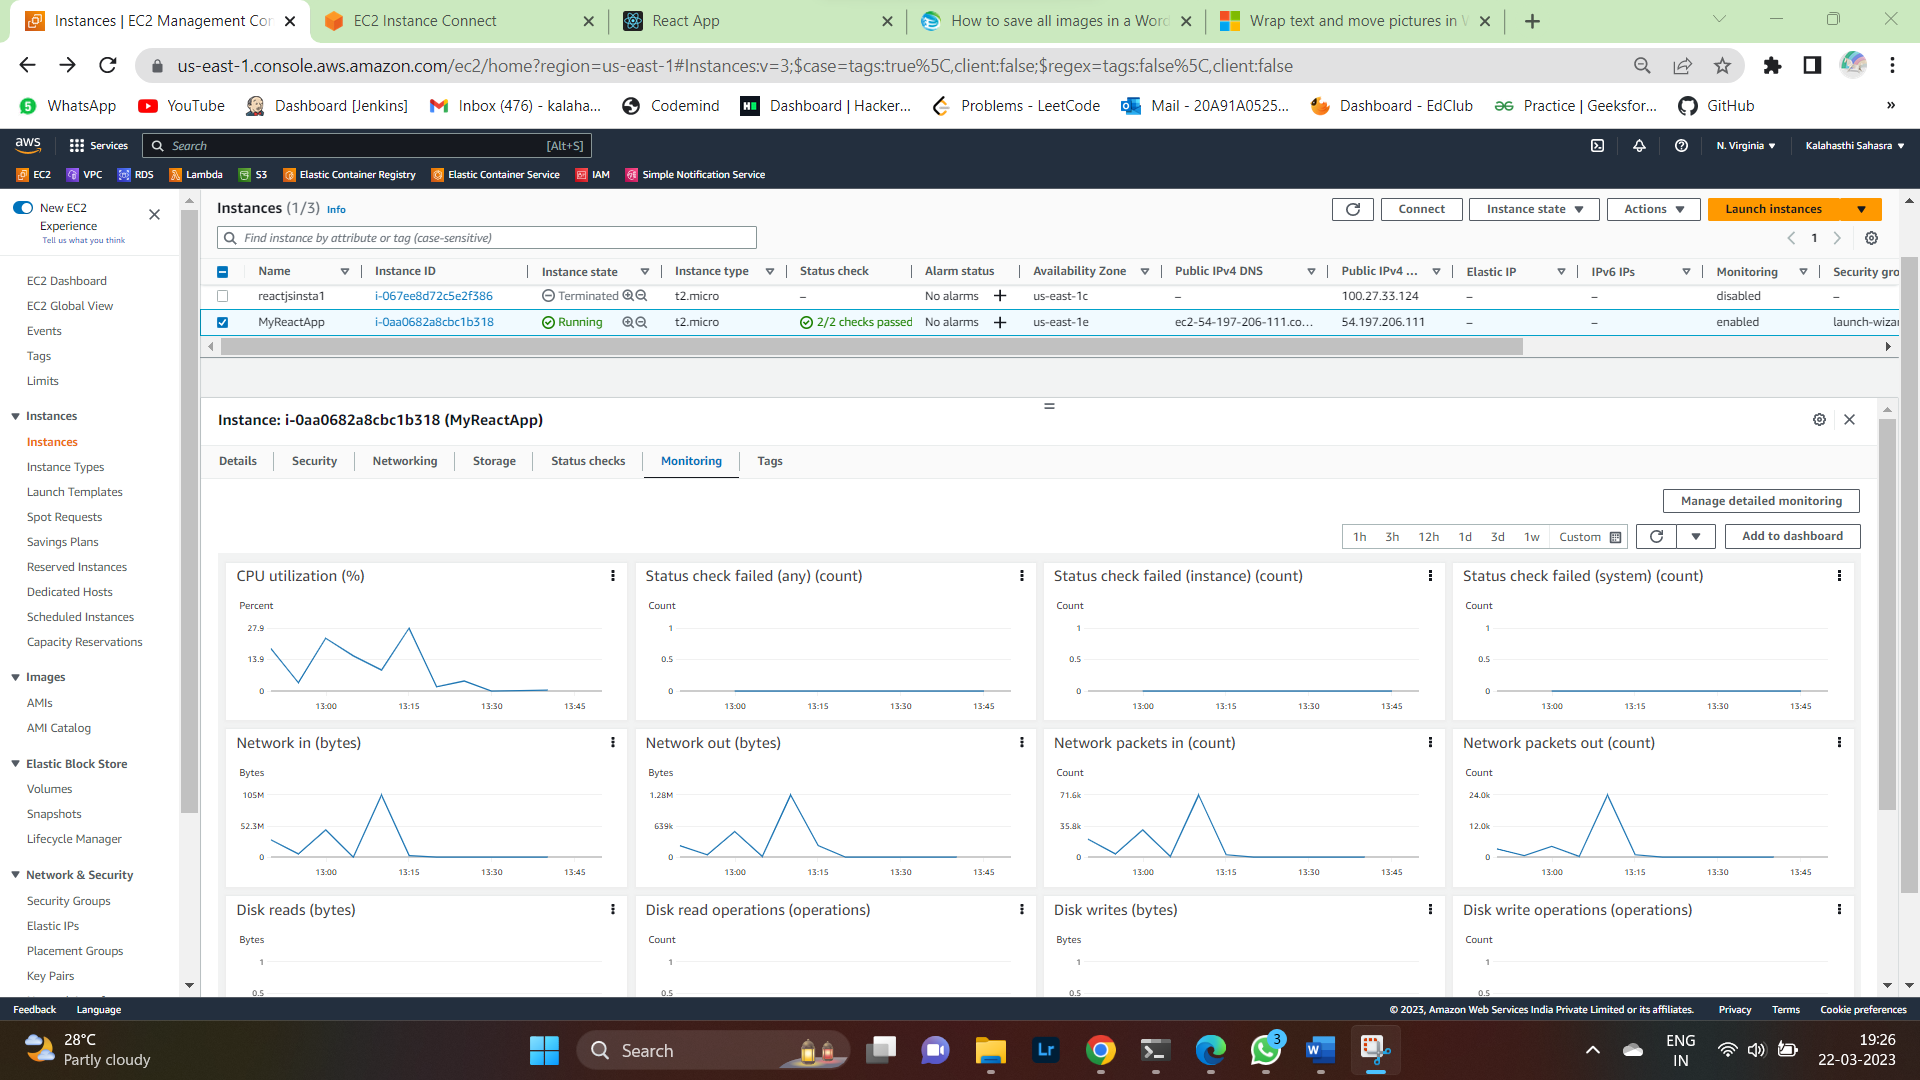 Instances | EC2 Management Con
EC2 Instance Connect
React App
How to save all images in a Word
Wrap text and move pictures in W
us-east-1.console.aws.amazon.com/ec2/home?region=us-east-1#Instances:v=3;$case=tags:true%5C,client:false;$regex=tags:false%5C,client:false
WhatsApp
YouTube
Dashboard [Jenkins]
Inbox (476) - kalaha...
Codemind
Dashboard | Hacker...
Problems - LeetCode
Mail - 20A91A0525...
Dashboard - EdClub
Practice | Geeksfor...
GitHub
»
aws
Services
Search
[Alt+S]
N. Virginia
Kalahasthi Sahasra
EC2
VPC
RDS
Lambda
S3
Elastic Container Registry
Elastic Container Service
IAM
Simple Notification Service
New EC2
Experience
Tell us what you think
EC2 Dashboard
EC2 Global View
Events
Tags
Limits
Instances
Instances
Instance Types
Launch Templates
Spot Requests
Savings Plans
Reserved Instances
Dedicated Hosts
Scheduled Instances
Capacity Reservations
Images
AMIs
AMI Catalog
Elastic Block Store
Volumes
Snapshots
Lifecycle Manager
Network & Security
Security Groups
Elastic IPs
Placement Groups
Key Pairs
Instances (1/3) Info
Connect
Instance state
Actions
Launch instances
Find instance by attribute or tag (case-sensitive)
1
Name Instance ID Instance state Instance type Status check Alarm status Availability Zone Public IPv4 DNS Public IPv4 ... Elastic IP IPv6 IPs Monitoring Security gro
reactjsinsta1 i-067ee8d72c5e2f386 Terminated t2.micro – No alarms + us-east-1c – 100.27.33.124 – – disabled –
MyReactApp i-0aa0682a8cbc1b318 Running t2.micro 2/2 checks passed No alarms + us-east-1e ec2-54-197-206-111.co... 54.197.206.111 – – enabled launch-wizar
Instance: i-0aa0682a8cbc1b318 (MyReactApp)
Details
Security
Networking
Storage
Status checks
Monitoring
Tags
Manage detailed monitoring
1h 3h 12h 1d 3d 1w Custom
Add to dashboard
CPU utilization (%)
Percent
27.9
13.9
0
13:00 13:15 13:30 13:45
Status check failed (any) (count)
Count
1
0.5
0
13:00 13:15 13:30 13:45
Status check failed (instance) (count)
Count
1
0.5
0
13:00 13:15 13:30 13:45
Status check failed (system) (count)
Count
1
0.5
0
13:00 13:15 13:30 13:45
Network in (bytes)
Bytes
105M
52.3M
0
13:00 13:15 13:30 13:45
Network out (bytes)
Bytes
1.28M
639k
0
13:00 13:15 13:30 13:45
Network packets in (count)
Count
71.6k
35.8k
0
13:00 13:15 13:30 13:45
Network packets out (count)
Count
24.0k
12.0k
0
13:00 13:15 13:30 13:45
Disk reads (bytes)
Bytes
1
0.5
Disk read operations (operations)
Count
1
0.5
Disk writes (bytes)
Bytes
1
0.5
Disk write operations (operations)
Count
1
0.5
Feedback
Language
© 2023, Amazon Web Services India Private Limited or its affiliates.
Privacy
Terms
Cookie preferences
28°C
Partly cloudy
Search
Lr
3
W
ENG
IN
19:26
22-03-2023